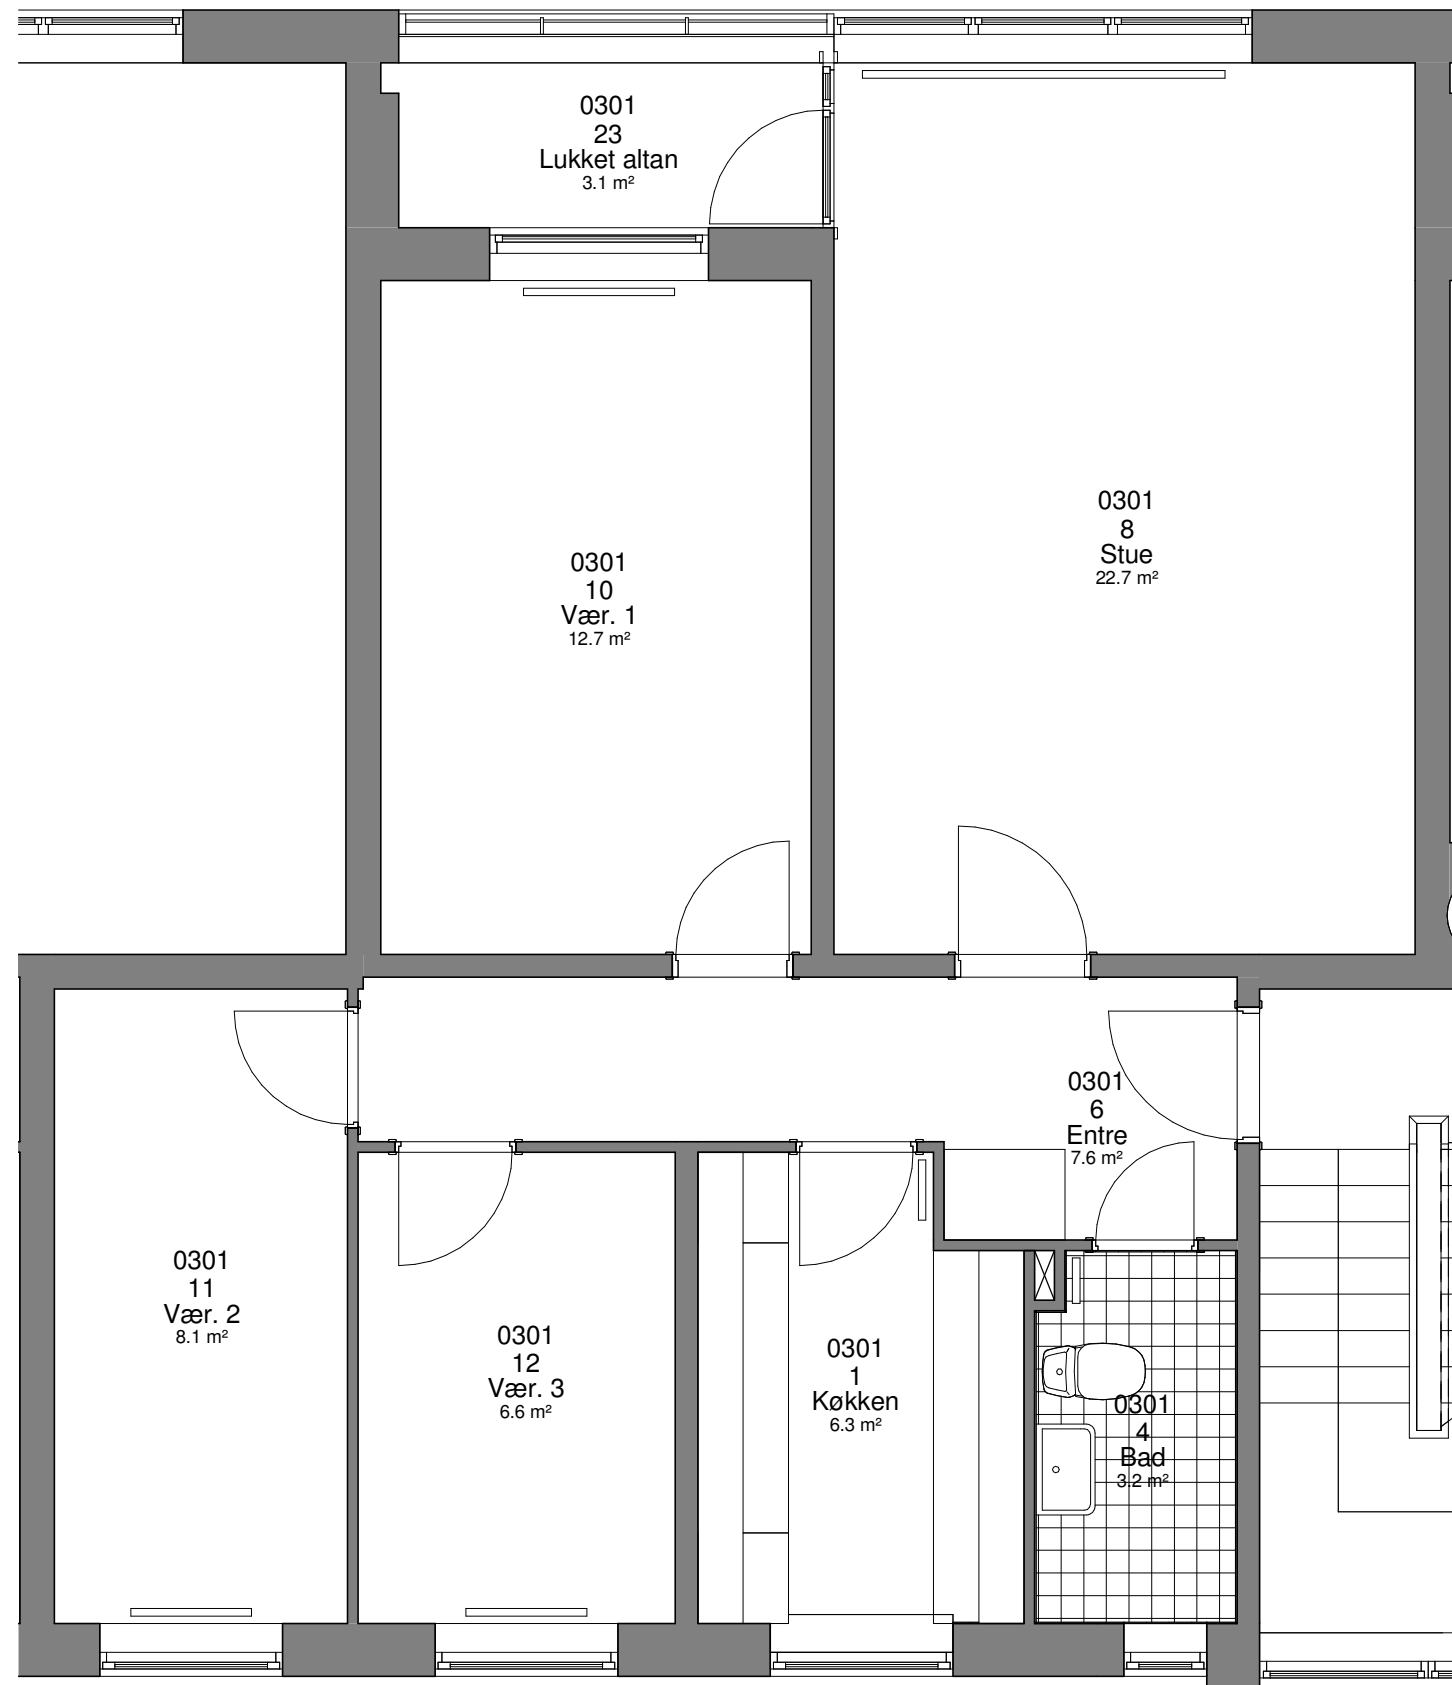 0301
23
Lukket altan
3.1 m²
0301
8
Stue
22.7 m²
0301
10
Vær. 1
12.7 m²
0301
6
Entre
7.6 m²
0301
11
Vær. 2
8.1 m²
0301
12
Vær. 3
6.6 m²
0301
1
Køkken
6.3 m²
0301
4
Bad
3.2 m²